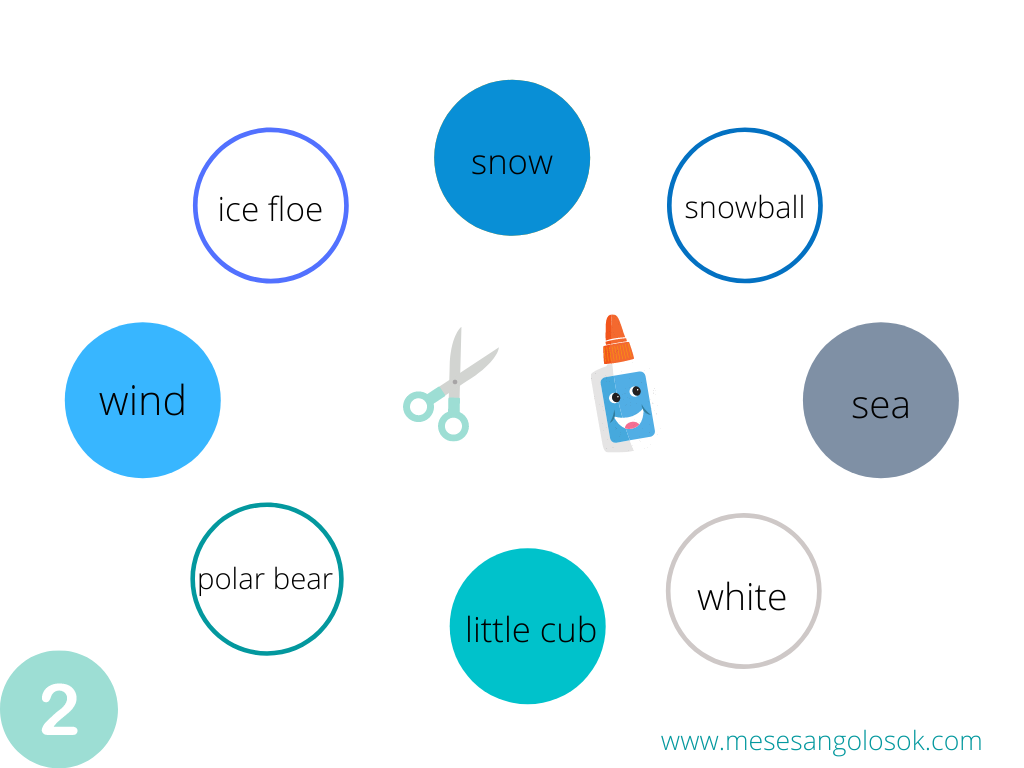 snow
ice floe
snowball
wind
sea
polar bear
white
little cub
2
www.mesesangolosok.com